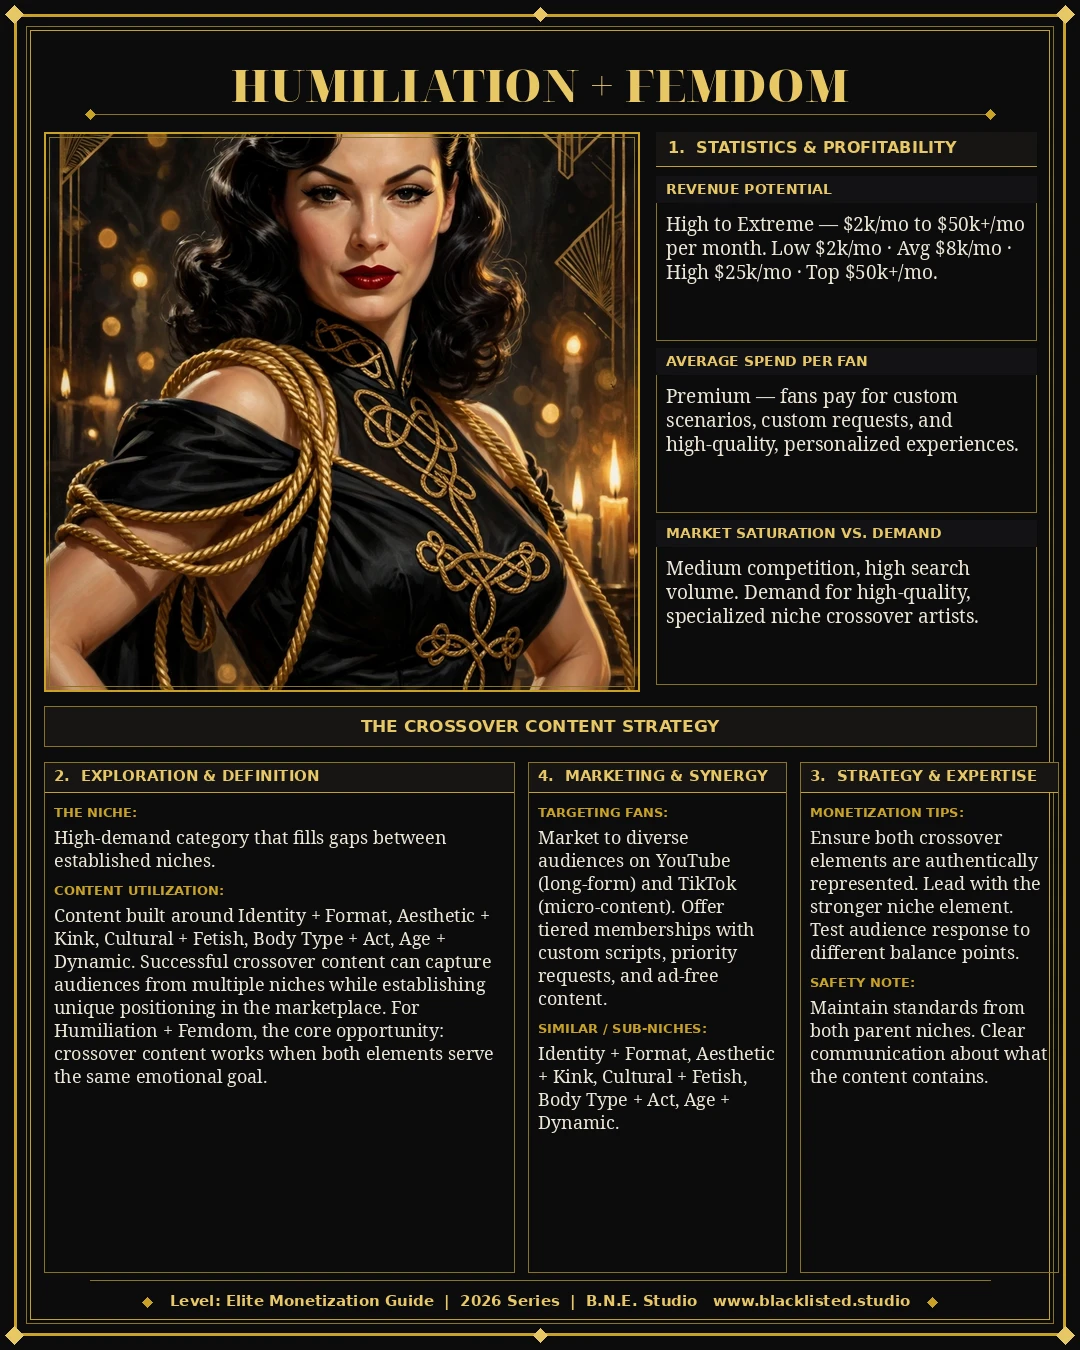 HUMILIATION + FEMDOM
1. STATISTICS & PROFITABILITY
REVENUE POTENTIAL
High to Extreme — $2k/mo to $50k+/mo
per month. Low $2k/mo · Avg $8k/mo ·
High $25k/mo · Top $50k+/mo.
AVERAGE SPEND PER FAN
Premium — fans pay for custom
scenarios, custom requests, and
high-quality, personalized experiences.
MARKET SATURATION VS. DEMAND
Medium competition, high search
volume. Demand for high-quality,
specialized niche crossover artists.
THE CROSSOVER CONTENT STRATEGY
2. EXPLORATION & DEFINITION
THE NICHE:
High-demand category that fills gaps between
established niches.
CONTENT UTILIZATION:
Content built around Identity + Format, Aesthetic +
Kink, Cultural + Fetish, Body Type + Act, Age +
Dynamic. Successful crossover content can capture
audiences from multiple niches while establishing
unique positioning in the marketplace. For
Humiliation + Femdom, the core opportunity:
crossover content works when both elements serve
the same emotional goal.
4. MARKETING & SYNERGY
TARGETING FANS:
Market to diverse
audiences on YouTube
(long-form) and TikTok
(micro-content). Offer
tiered memberships with
custom scripts, priority
requests, and ad-free
content.
SIMILAR / SUB-NICHES:
Identity + Format, Aesthetic
+ Kink, Cultural + Fetish,
Body Type + Act, Age +
Dynamic.
3. STRATEGY & EXPERTISE
MONETIZATION TIPS:
Ensure both crossover
elements are authentically
represented. Lead with the
stronger niche element.
Test audience response to
different balance points.
SAFETY NOTE:
Maintain standards from
both parent niches. Clear
communication about what
the content contains.
Level: Elite Monetization Guide | 2026 Series | B.N.E. Studio www.blacklisted.studio